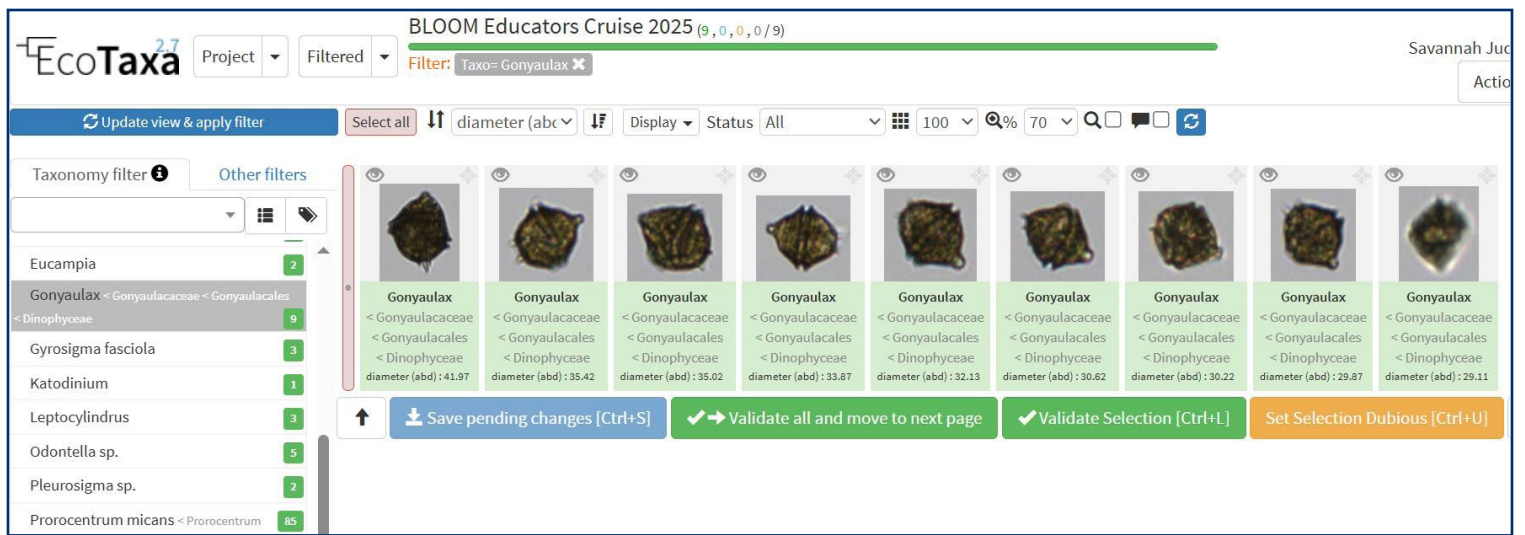 BLOOM Educators Cruise 2025 (9 , 0 , 0 , 0 / 9)
EcoTaxa 2.7
Project
Filtered
Filter: Taxo= Gonyaulax ✖
Savannah Juc
Actio
Update view & apply filter
Select all
diameter (abc
Display
Status
All
100
% 70
Taxonomy filter
Other filters
Eucampia 2
Gonyaulax < Gonyaulacaceae < Gonyaulacales
< Dinophyceae 9
Gyrosigma fasciola 3
Katodinium 1
Leptocylindrus 3
Odontella sp. 5
Pleurosigma sp. 2
Prorocentrum micans < Prorocentrum 85
Gonyaulax Gonyaulax Gonyaulax Gonyaulax Gonyaulax Gonyaulax Gonyaulax Gonyaulax Gonyaulax
< Gonyaulacaceae < Gonyaulacaceae < Gonyaulacaceae < Gonyaulacaceae < Gonyaulacaceae < Gonyaulacaceae < Gonyaulacaceae < Gonyaulacaceae < Gonyaulacaceae
< Gonyaulacales < Gonyaulacales < Gonyaulacales < Gonyaulacales < Gonyaulacales < Gonyaulacales < Gonyaulacales < Gonyaulacales < Gonyaulacales
< Dinophyceae < Dinophyceae < Dinophyceae < Dinophyceae < Dinophyceae < Dinophyceae < Dinophyceae < Dinophyceae < Dinophyceae
diameter (abd) : 41.97 diameter (abd) : 35.42 diameter (abd) : 35.02 diameter (abd) : 33.87 diameter (abd) : 32.13 diameter (abd) : 30.62 diameter (abd) : 30.22 diameter (abd) : 29.87 diameter (abd) : 29.11
Save pending changes [Ctrl+S]
Validate all and move to next page
Validate Selection [Ctrl+L]
Set Selection Dubious [Ctrl+U]